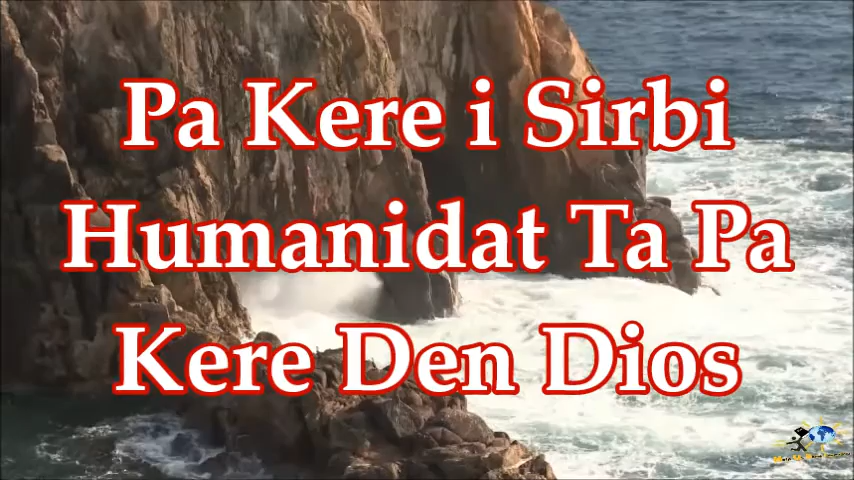 Pa Kere i Sirbi
Humanidat Ta Pa
Kere Den Dios